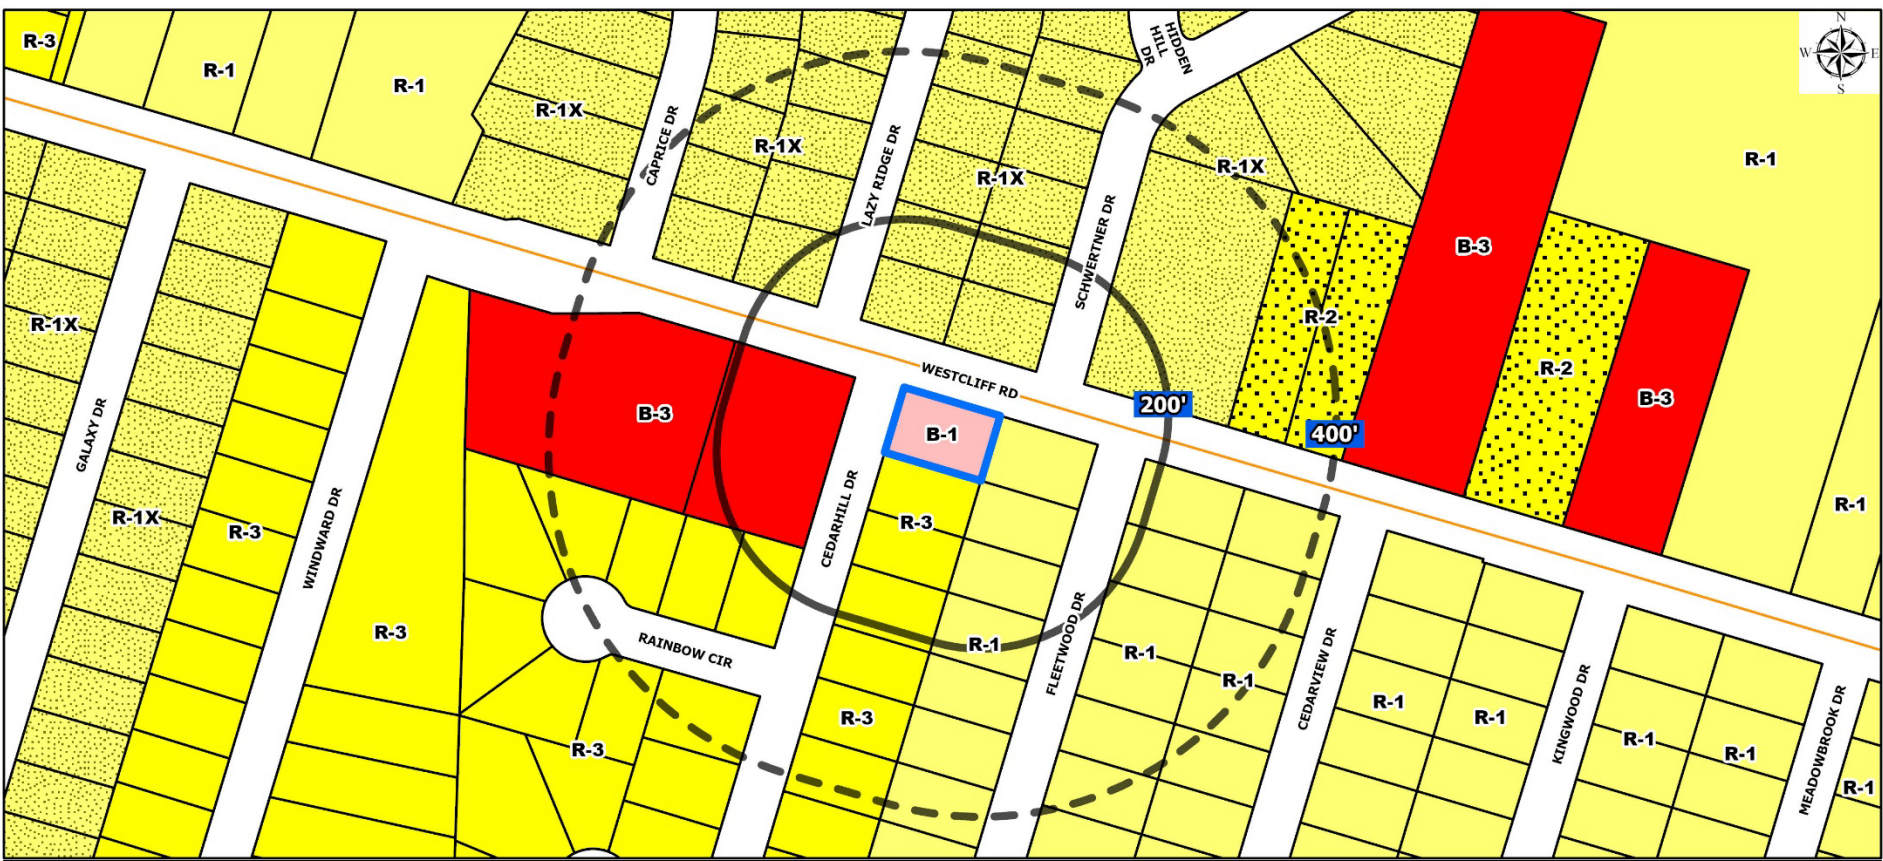 N
W
E
S
R-3
R-1
R-1
R-1X
CAPRICE DR
R-1X
LAZY RIDGE DR
R-1X
HIDDEN
HILL
DR
SCHWERTNER DR
R-1X
R-1
B-3
R-2
R-2
B-3
R-1
R-1X
GALAXY DR
R-1X
R-3
WINDWARD DR
B-3
WESTCLIFF RD
B-1
200'
400'
CEDARHILL DR
R-3
R-3
RAINBOW CIR
R-1
FLEETWOOD DR
R-1
R-1
CEDARVIEW DR
R-1
R-1
KINGWOOD DR
R-1
R-1
MEADOWBROOK DR
R-1
R-3
R-3